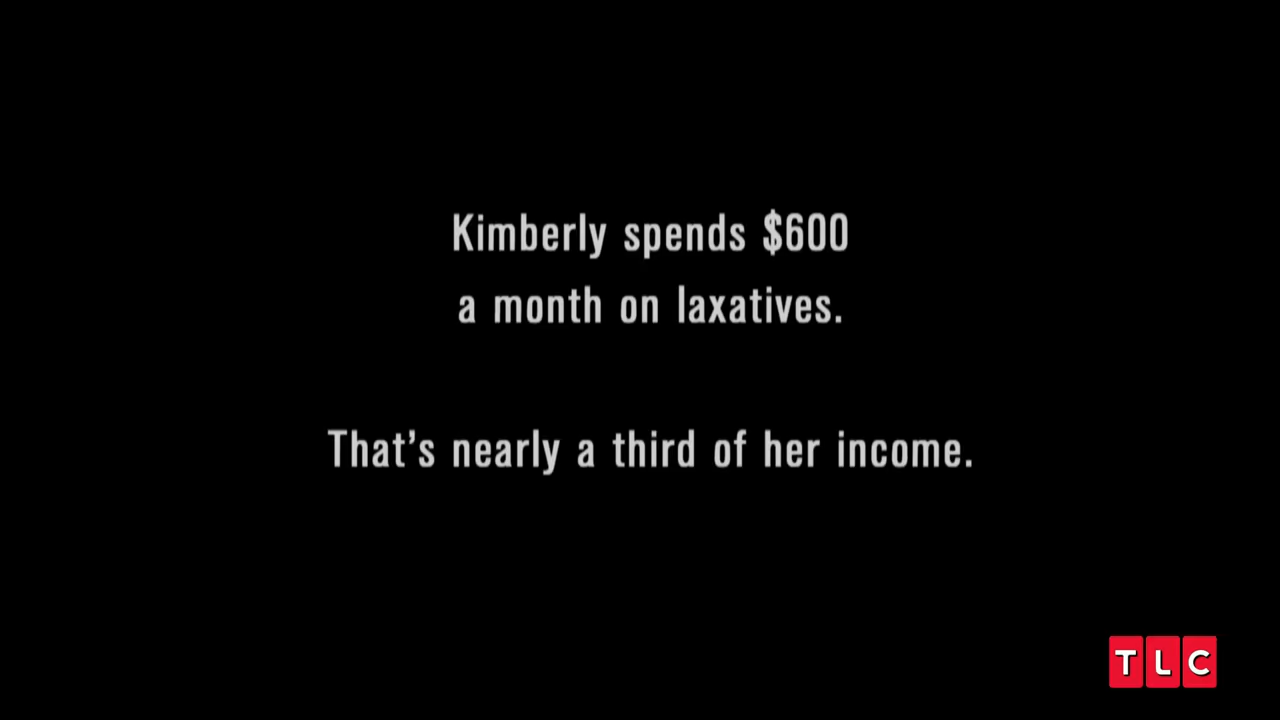 Kimberly spends $600
a month on laxatives.
That's nearly a third of her income.
TLC